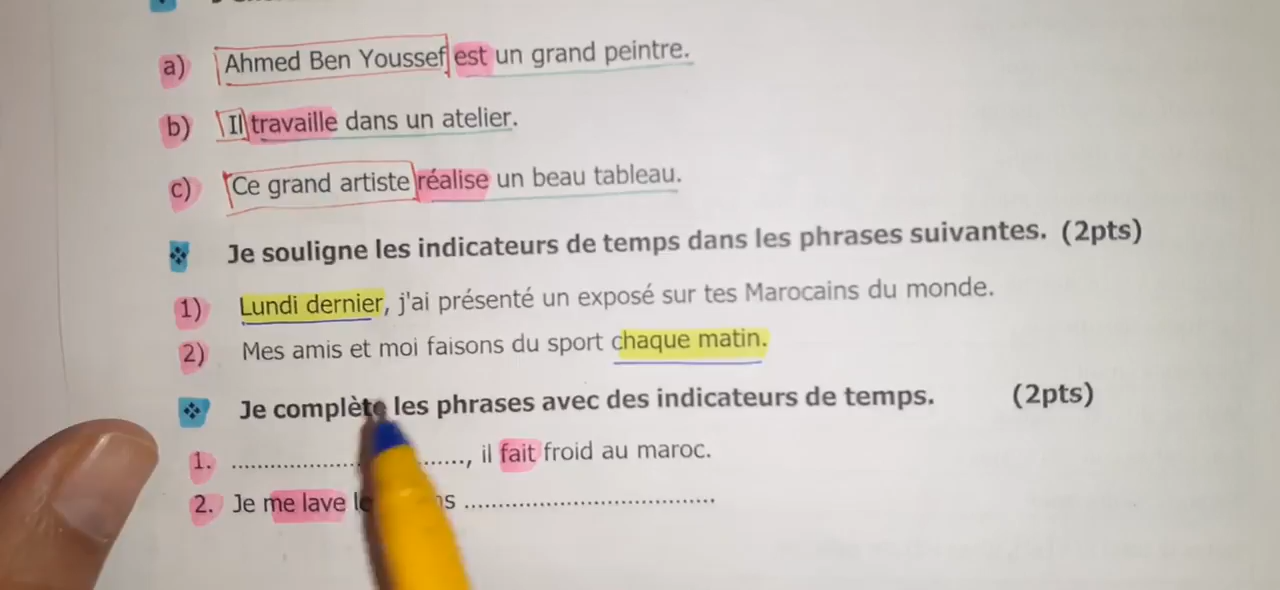 a) Ahmed Ben Youssef est un grand peintre.
b) Il travaille dans un atelier.
c) Ce grand artiste réalise un beau tableau.
❖ Je souligne les indicateurs de temps dans les phrases suivantes. (2pts)
1) Lundi dernier, j'ai présenté un exposé sur tes Marocains du monde.
2) Mes amis et moi faisons du sport chaque matin.
❖ Je complète les phrases avec des indicateurs de temps. (2pts)
1. ......................................, il fait froid au maroc.
2. Je me lave .....................................